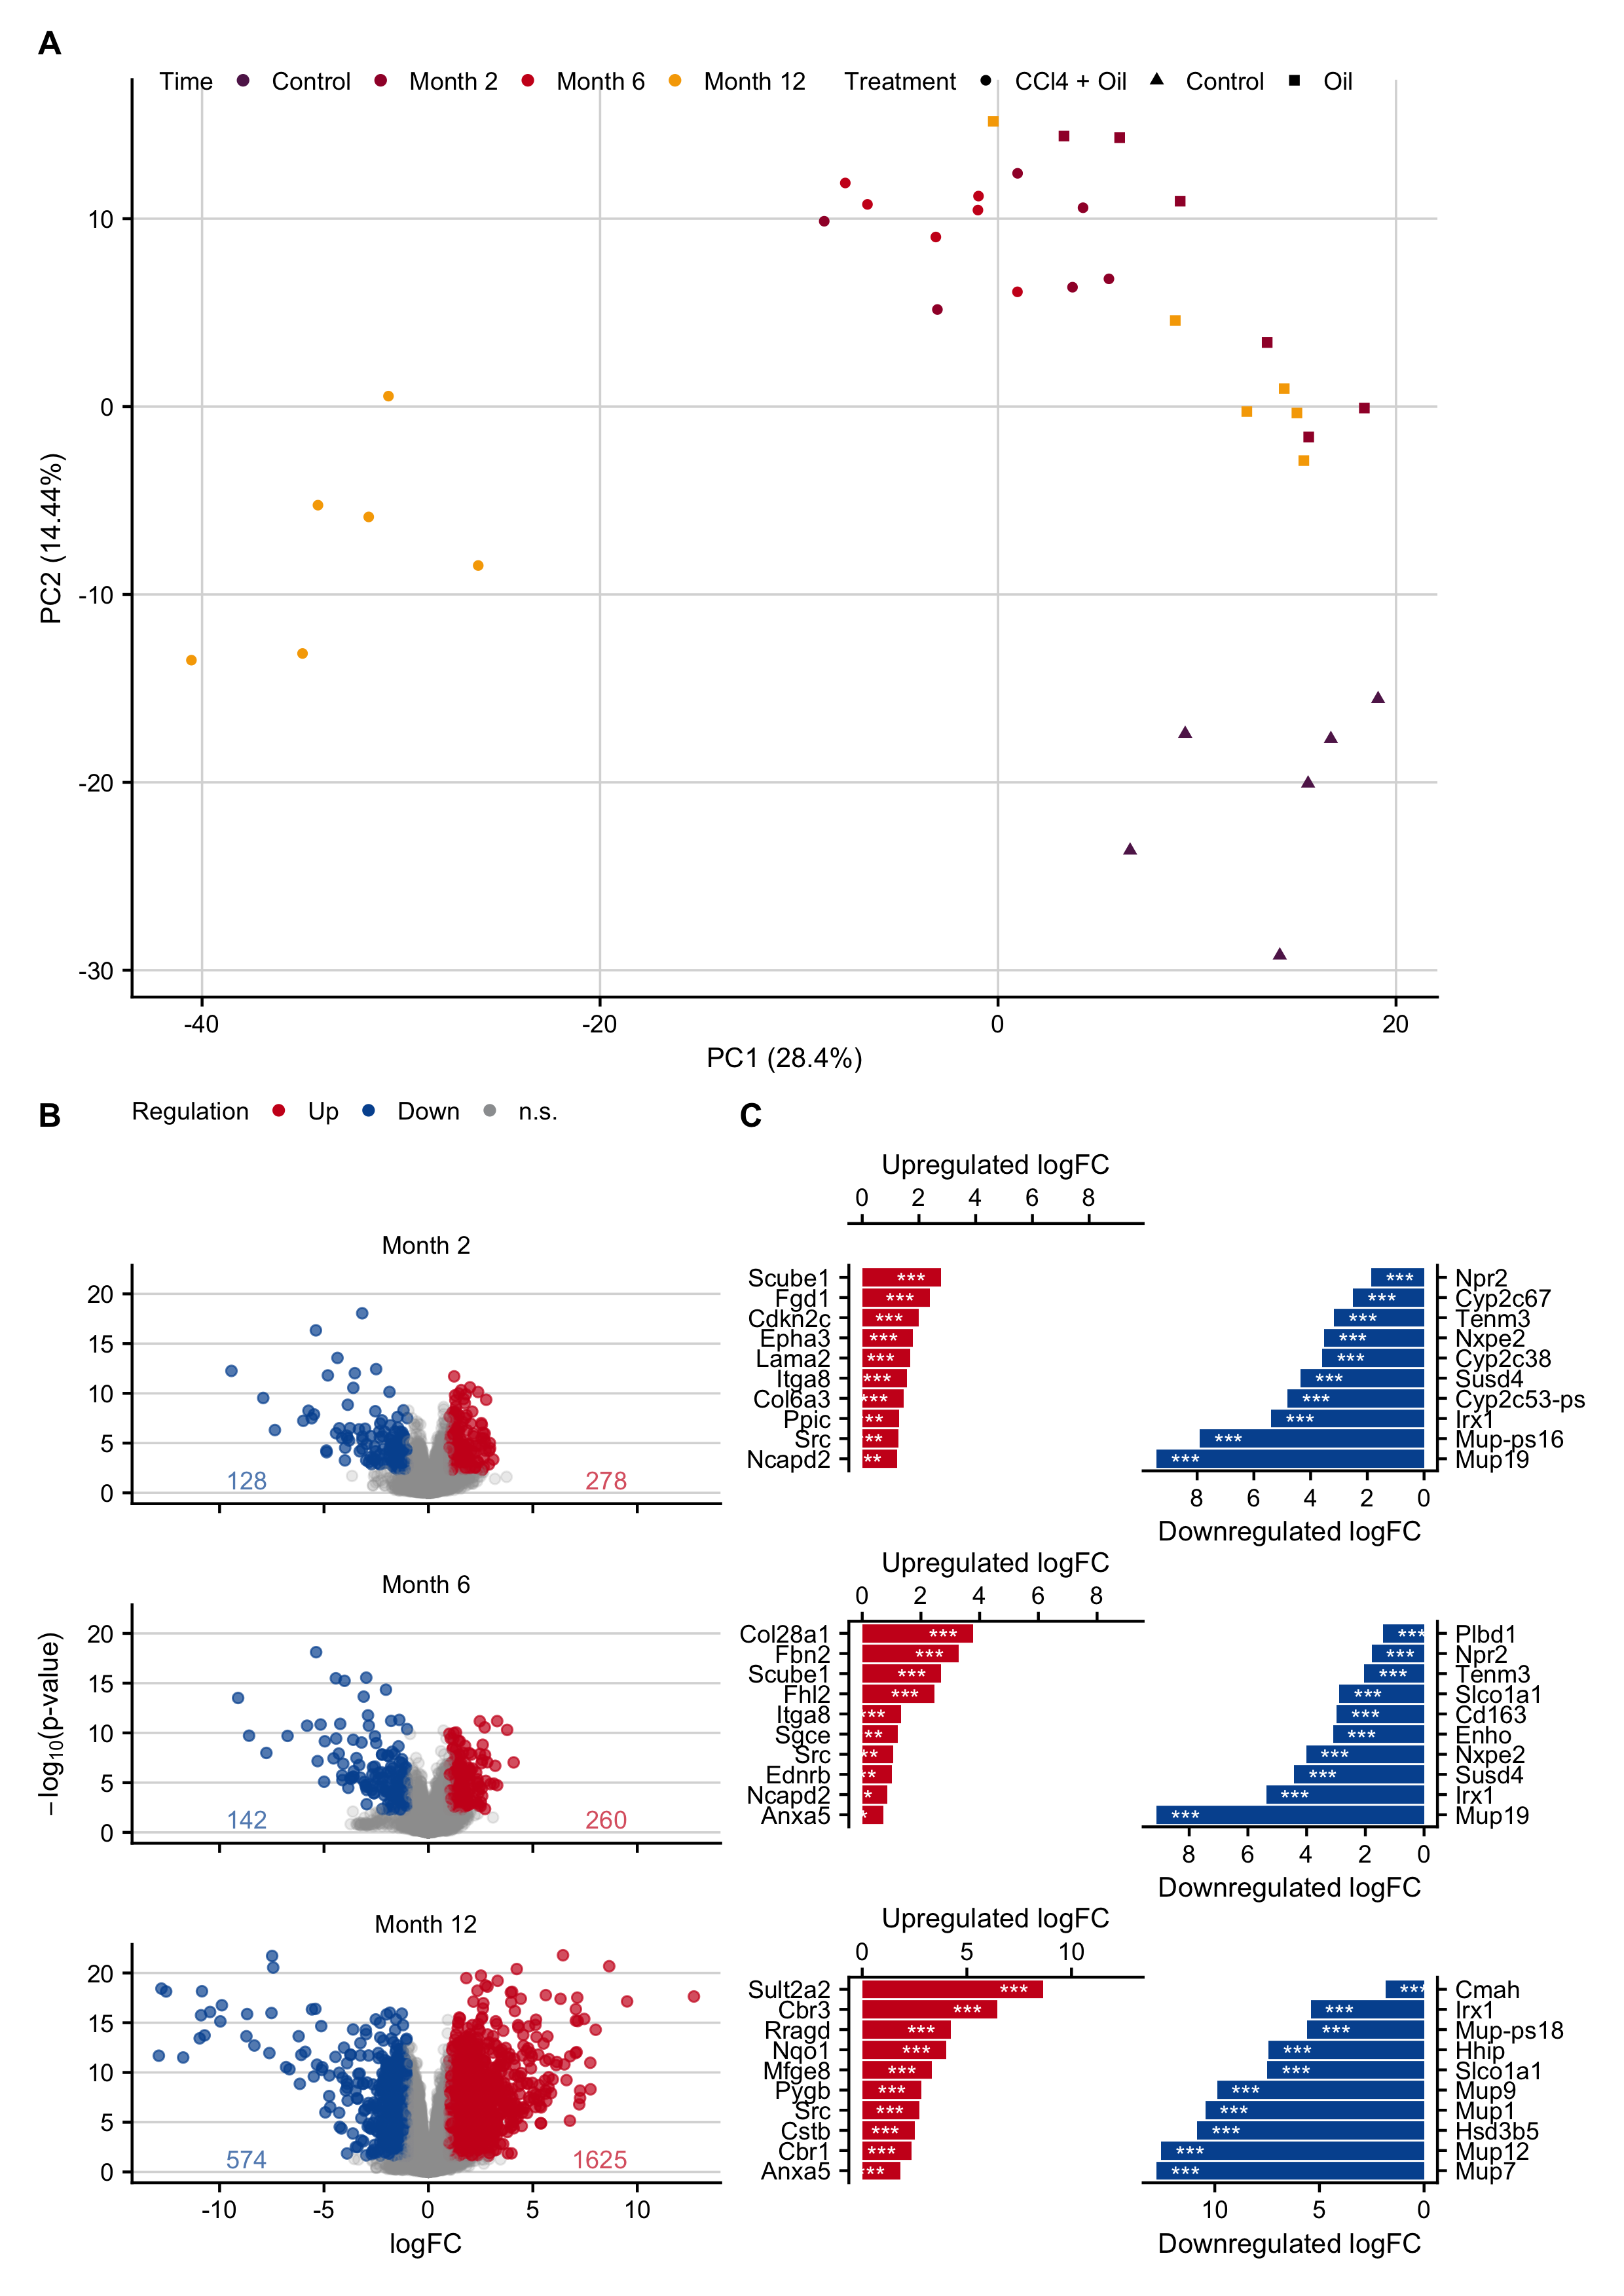 A
Time Control Month 2 Month 6 Month 12 Treatment CCl4 + Oil Control Oil
10
0
-10
-20
-30
PC2 (14.44%)
-40 -20 0 20
PC1 (28.4%)
B
Regulation Up Down n.s.
Month 2
20
15
10
5
0
128 278
Month 6
20
15
10
5
0
142 260
Month 12
20
15
10
5
0
574 1625
-10 -5 0 5 10
logFC
−log10(p-value)
C
Upregulated logFC
0 2 4 6 8
Scube1 *** *** Npr2
Fgd1 *** *** Cyp2c67
Cdkn2c *** *** Tenm3
Epha3 *** *** Nxpe2
Lama2 *** *** Cyp2c38
Itga8 *** *** Susd4
Col6a3 *** *** Cyp2c53-ps
Ppic *** *** Irx1
Src *** *** Mup-ps16
Ncapd2 ** *** Mup19
8 6 4 2 0
Downregulated logFC
Upregulated logFC
0 2 4 6 8
Col28a1 *** *** Plbd1
Fbn2 *** *** Npr2
Scube1 *** *** Tenm3
Fhl2 *** *** Slco1a1
Itga8 *** *** Cd163
Sgce ** *** Enho
Src ** *** Nxpe2
Ednrb ** *** Susd4
Ncapd2 * *** Irx1
Anxa5 * *** Mup19
8 6 4 2 0
Downregulated logFC
Upregulated logFC
0 5 10
Sult2a2 *** *** Cmah
Cbr3 *** *** Irx1
Rragd *** *** Mup-ps18
Nqo1 *** *** Hhip
Mfge8 *** *** Slco1a1
Pygb *** *** Mup9
Src *** *** Mup1
Cstb *** *** Hsd3b5
Cbr1 *** *** Mup12
Anxa5 *** *** Mup7
10 5 0
Downregulated logFC